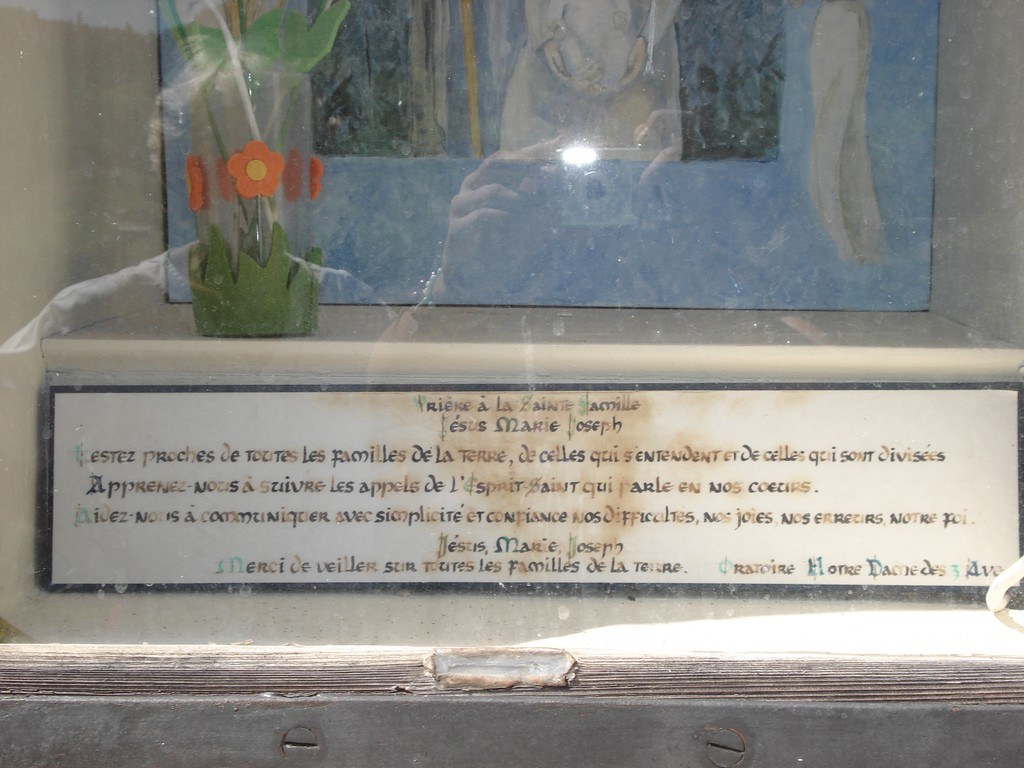 Prière à la Sainte Famille
Jésus Marie Joseph
Restez proches de toutes les familles de la terre, de celles qui s'entendent et de celles qui sont divisées
Apprenez-nous à suivre les appels de l'Esprit-Saint qui parle en nos coeurs.
Aidez-nous à communiquer avec simplicité et confiance nos difficultes, nos joies, nos erreurs, notre foi.
Jésus, Marie, Joseph
Merci de veiller sur toutes les familles de la terre. Oratoire Notre Dame des 3 Ave